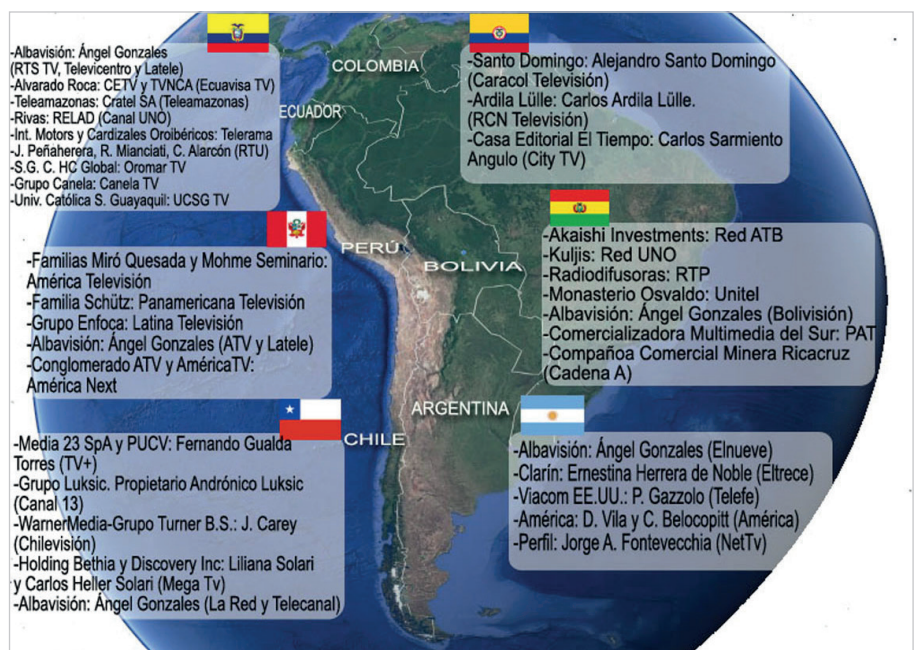 -Albavisión: Ángel Gonzales
(RTS TV, Televicentro y Latele)
-Alvarado Roca: CETV y TVNCA (Ecuavisa TV)
-Teleamazonas: Cratel SA (Teleamazonas)
-Rivas: RELAD (Canal UNO)
-Int. Motors y Cardizales Oroibéricos: Telerama
-J. Peñaherera, R. Mianciati, C. Alarcón (RTU)
-S.G. C. HC Global: Oromar TV
-Grupo Canela: Canela TV
-Univ. Católica S. Guayaquil: UCSG TV
COLOMBIA
ECUADOR
-Santo Domingo: Alejandro Santo Domingo
(Caracol Televisión)
-Ardila Lülle: Carlos Ardila Lülle.
(RCN Televisión)
-Casa Editorial El Tiempo: Carlos Sarmiento
Angulo (City TV)
PERÚ
BOLIVIA
-Familias Miró Quesada y Mohme Seminario:
América Televisión
-Familia Schütz: Panamericana Televisión
-Grupo Enfoca: Latina Televisión
-Albavisión: Ángel Gonzales (ATV y Latele)
-Conglomerado ATV y AméricaTV:
América Next
-Akaishi Investments: Red ATB
-Kuljis: Red UNO
-Radiodifusoras: RTP
-Monasterio Osvaldo: Unitel
-Albavisión: Ángel Gonzales (Bolivisión)
-Comercializadora Multimedia del Sur: PAT
-Compañoa Comercial Minera Ricacruz
(Cadena A)
ARGENTINA
CHILE
-Media 23 SpA y PUCV: Fernando Gualda
Torres (TV+)
-Grupo Luksic. Propietario Andrónico Luksic
(Canal 13)
-WarnerMedia-Grupo Turner B.S.: J. Carey
(Chilevisión)
-Holding Bethia y Discovery Inc: Liliana Solari
y Carlos Heller Solari (Mega Tv)
-Albavisión: Ángel Gonzales (La Red y Telecanal)
-Albavisión: Ángel Gonzales (Elnueve)
-Clarín: Ernestina Herrera de Noble (Eltrece)
-Viacom EE.UU.: P. Gazzolo (Telefe)
-América: D. Vila y C. Belocopitt (América)
-Perfil: Jorge A. Fontevecchia (NetTv)